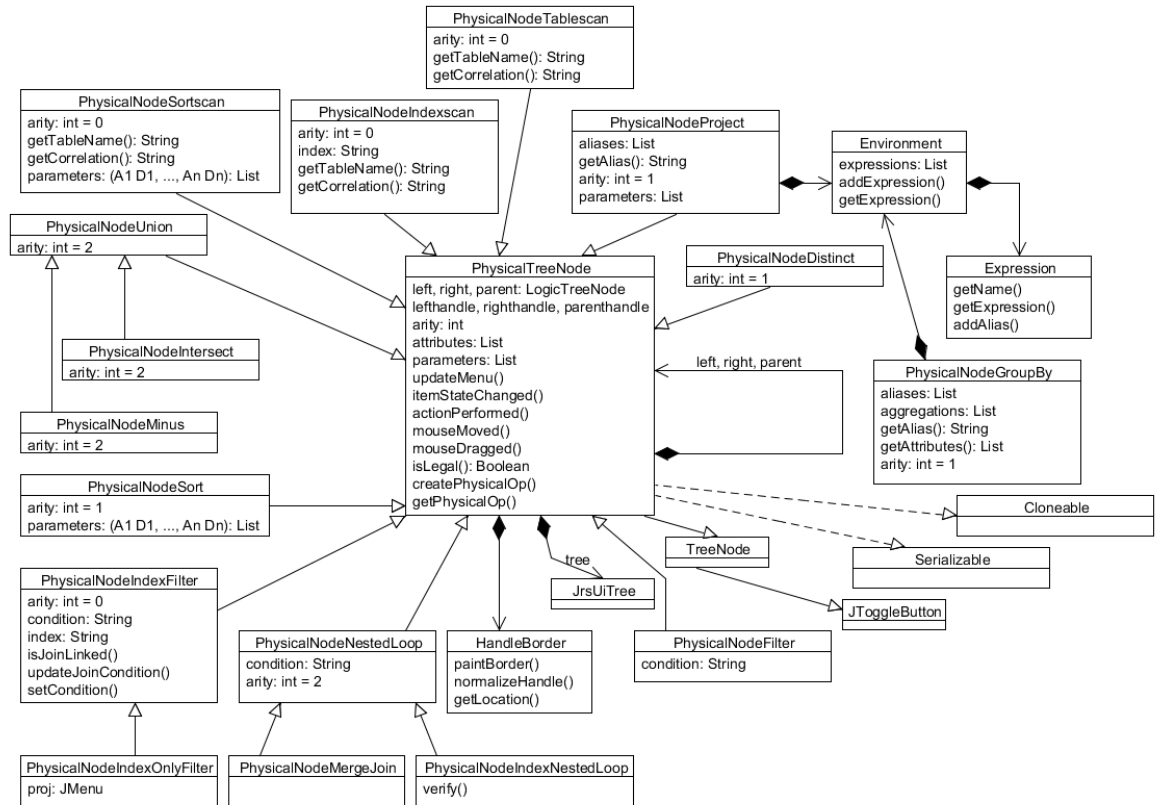 PhysicalNodeTablescan
arity: int = 0
getTableName(): String
getCorrelation(): String
PhysicalNodeSortscan
arity: int = 0
getTableName(): String
getCorrelation(): String
parameters: (A1 D1, ..., An Dn): List
PhysicalNodeIndexscan
arity: int = 0
index: String
getTableName(): String
getCorrelation(): String
PhysicalNodeProject
aliases: List
getAlias(): String
arity: int = 1
parameters: List
Environment
expressions: List
addExpression()
getExpression()
PhysicalNodeUnion
arity: int = 2
PhysicalTreeNode
left, right, parent: LogicTreeNode
lefthandle, righthandle, parenthandle
arity: int
attributes: List
parameters: List
updateMenu()
itemStateChanged()
actionPerformed()
mouseMoved()
mouseDragged()
isLegal(): Boolean
createPhysicalOp()
getPhysicalOp()
PhysicalNodeDistinct
arity: int = 1
Expression
getName()
getExpression()
addAlias()
PhysicalNodeIntersect
arity: int = 2
left, right, parent
PhysicalNodeGroupBy
aliases: List
aggregations: List
getAlias(): String
getAttributes(): List
arity: int = 1
PhysicalNodeMinus
arity: int = 2
PhysicalNodeSort
arity: int = 1
parameters: (A1 D1, ..., An Dn): List
Cloneable
TreeNode
Serializable
tree
JrsUiTree
JToggleButton
PhysicalNodeIndexFilter
arity: int = 0
condition: String
index: String
isJoinLinked()
updateJoinCondition()
setCondition()
PhysicalNodeNestedLoop
condition: String
arity: int = 2
HandleBorder
paintBorder()
normalizeHandle()
getLocation()
PhysicalNodeFilter
condition: String
PhysicalNodeIndexOnlyFilter
proj: JMenu
PhysicalNodeMergeJoin
PhysicalNodeIndexNestedLoop
verify()